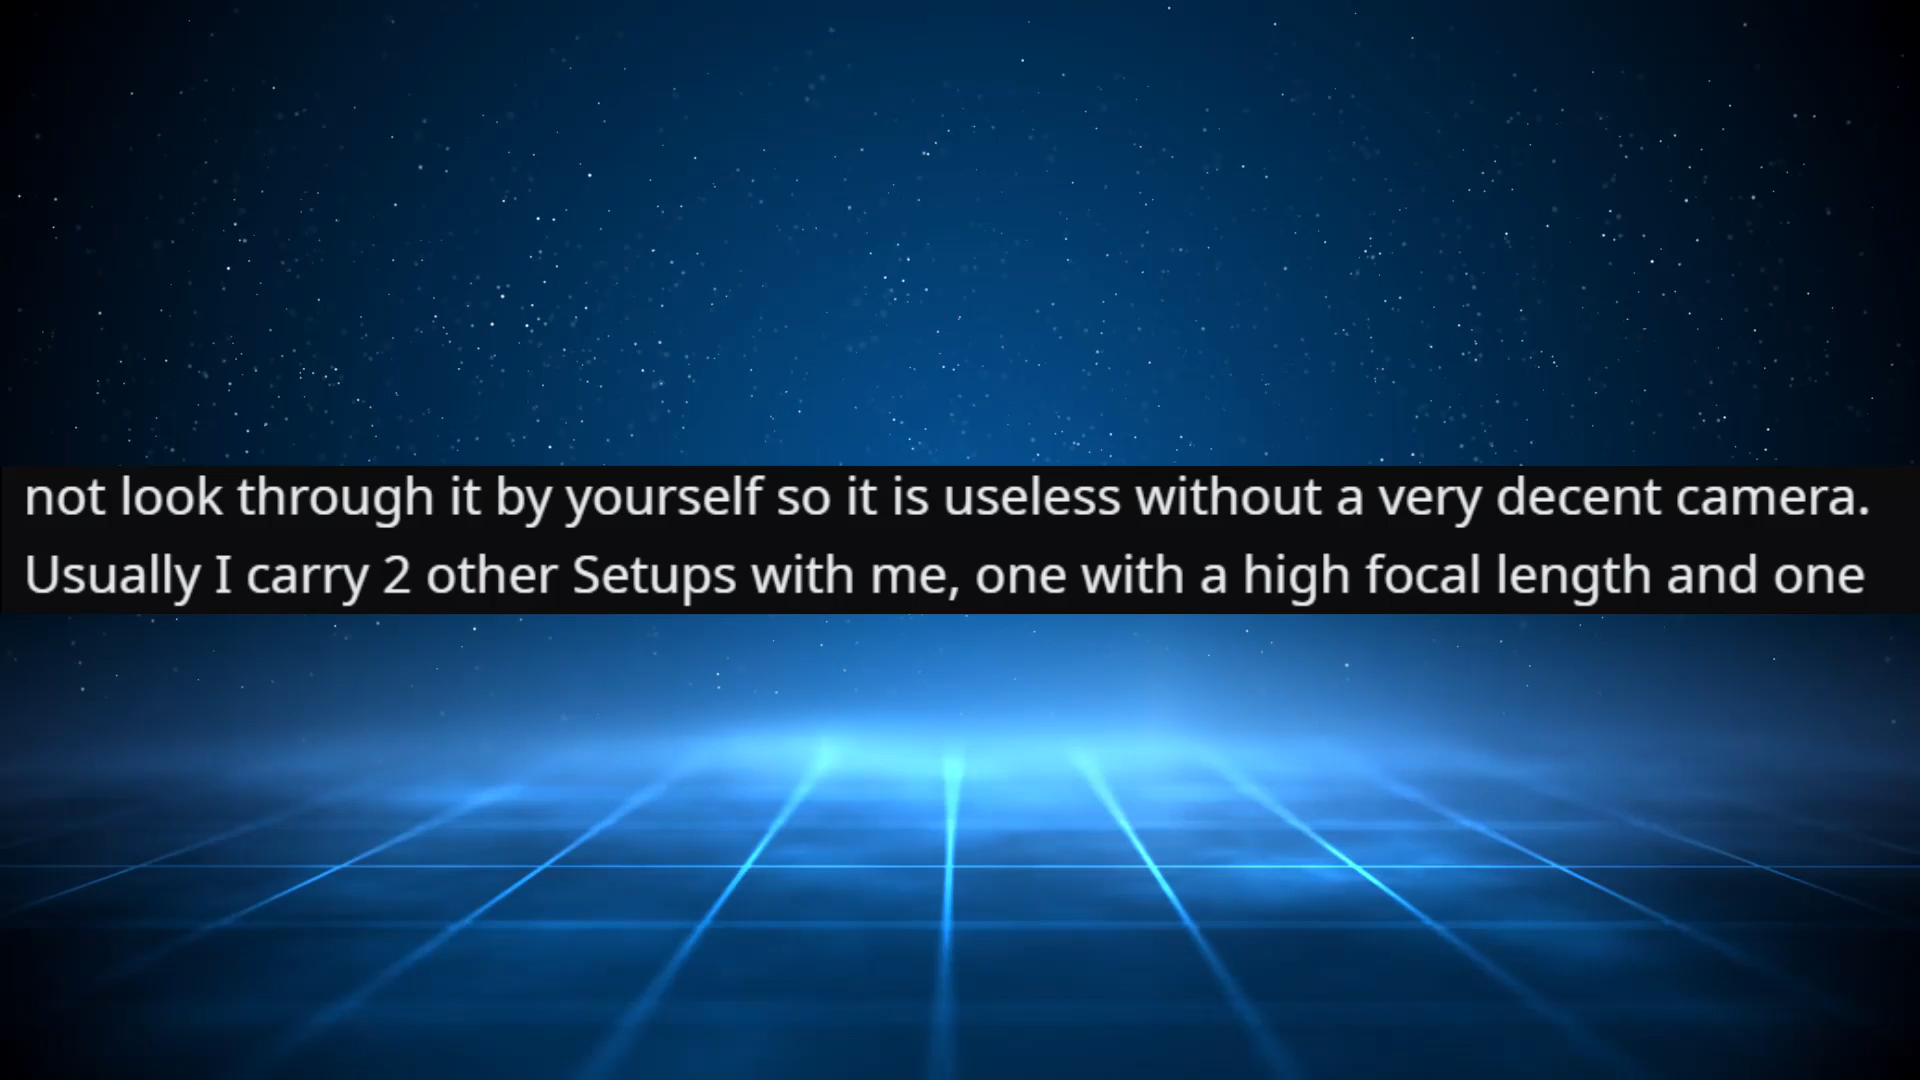 not look through it by yourself so it is useless without a very decent camera.
Usually I carry 2 other Setups with me, one with a high focal length and one